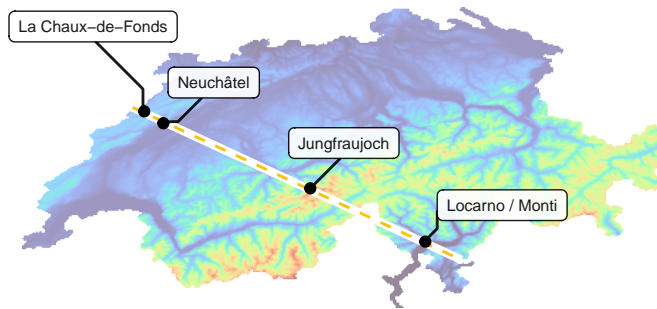 La Chaux–de–Fonds
Neuchâtel
Jungfraujoch
Locarno / Monti